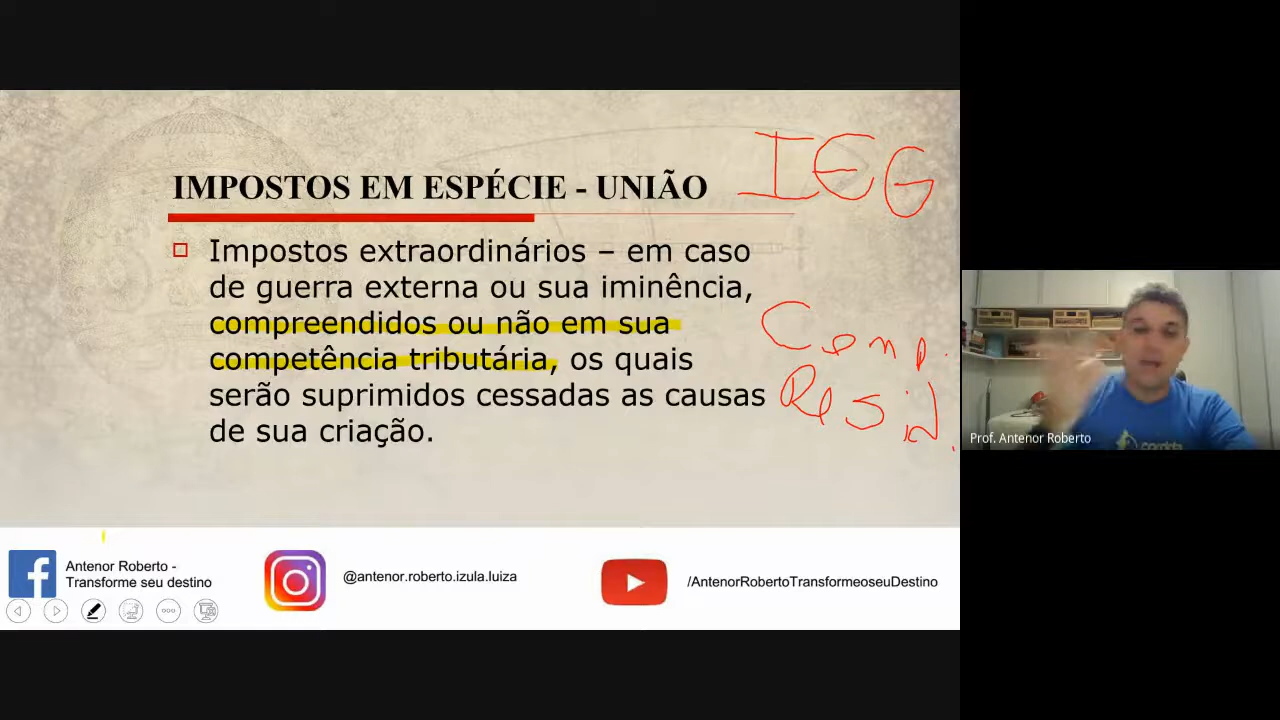 IEG
IMPOSTOS EM ESPÉCIE - UNIÃO
Impostos extraordinários – em caso
de guerra externa ou sua iminência,
compreendidos ou não em sua
competência tributária, os quais
serão suprimidos cessadas as causas
de sua criação.
Comp.
Resid.
Prof. Antenor Roberto
Antenor Roberto -
Transforme seu destino
@antenor.roberto.izula.luiza
/AntenorRobertoTransformeoseuDestino